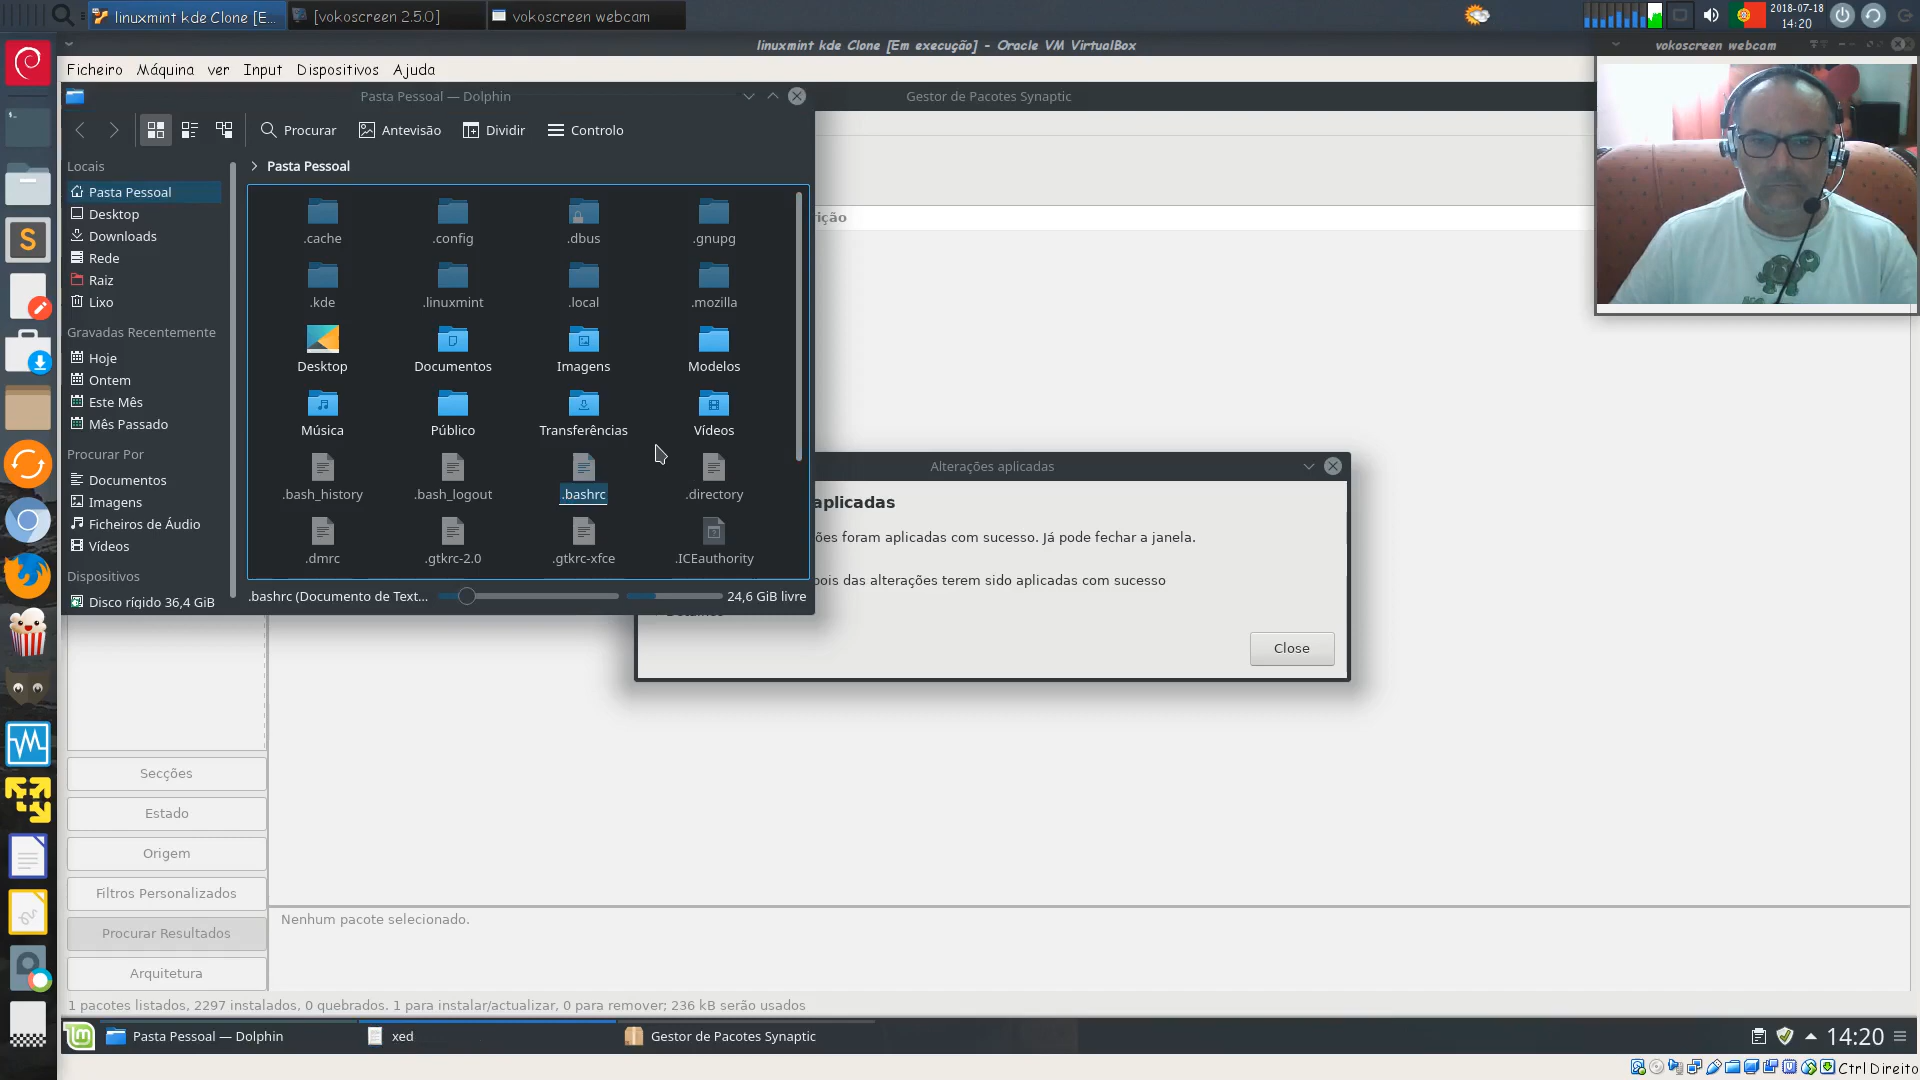 linuxmint kde Clone [E...
[vokoscreen 2.5.0]
vokoscreen webcam
2018-07-18
14:20
linuxmint kde Clone [Em execução] - Oracle VM VirtualBox
vokoscreen webcam
Ficheiro
Máquina
ver
Input
Dispositivos
Ajuda
Pasta Pessoal — Dolphin
Gestor de Pacotes Synaptic
Procurar
Antevisão
Dividir
Controlo
Locais
Pasta Pessoal
Desktop
Downloads
Rede
Raiz
Lixo
Gravadas Recentemente
Hoje
Ontem
Este Mês
Mês Passado
Procurar Por
Documentos
Imagens
Ficheiros de Áudio
Vídeos
Dispositivos
Disco rígido 36,4 GiB
Pasta Pessoal
.cache
.config
.dbus
.gnupg
.kde
.linuxmint
.local
.mozilla
Desktop
Documentos
Imagens
Modelos
Música
Público
Transferências
Vídeos
.bash_history
.bash_logout
.bashrc
.directory
.dmrc
.gtkrc-2.0
.gtkrc-xfce
.ICEauthority
.bashrc (Documento de Text...
24,6 GiB livre
ição
Alterações aplicadas
aplicadas
ões foram aplicadas com sucesso. Já pode fechar a janela.
pois das alterações terem sido aplicadas com sucesso
Close
Secções
Estado
Origem
Filtros Personalizados
Procurar Resultados
Arquitetura
Nenhum pacote selecionado.
1 pacotes listados, 2297 instalados, 0 quebrados. 1 para instalar/actualizar, 0 para remover; 236 kB serão usados
Pasta Pessoal — Dolphin
xed
Gestor de Pacotes Synaptic
14:20
Ctrl Direito